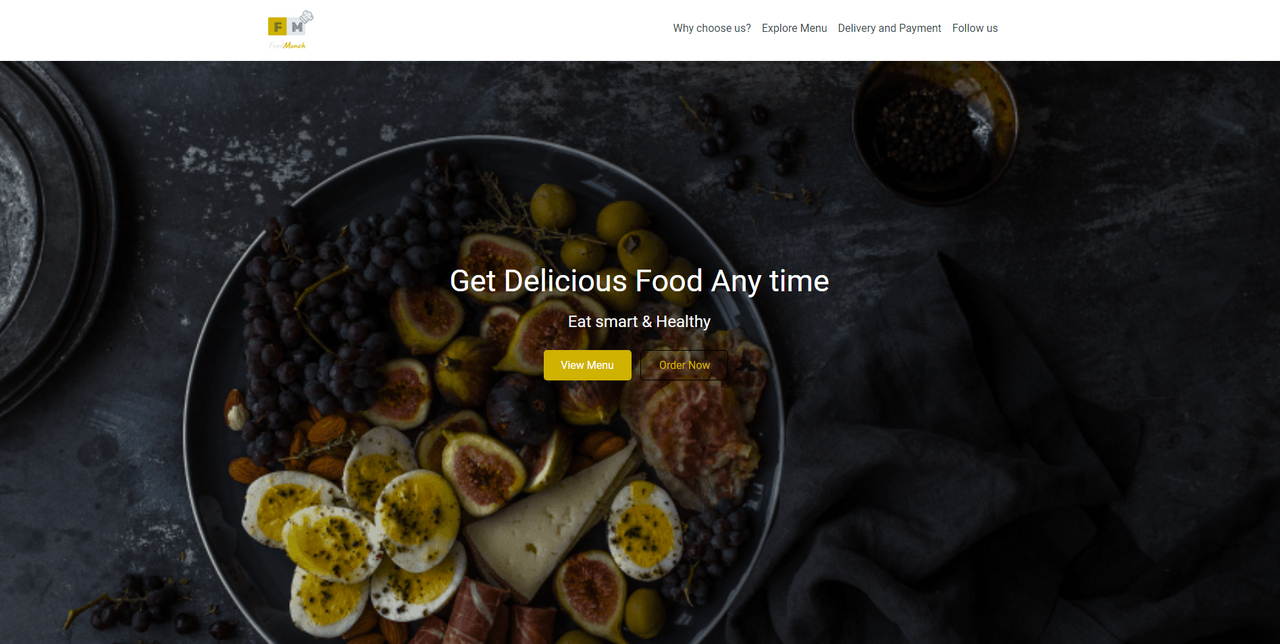 F M
FoodMunch
Why choose us? Explore Menu Delivery and Payment Follow us
Get Delicious Food Any time
Eat smart & Healthy
View Menu Order Now